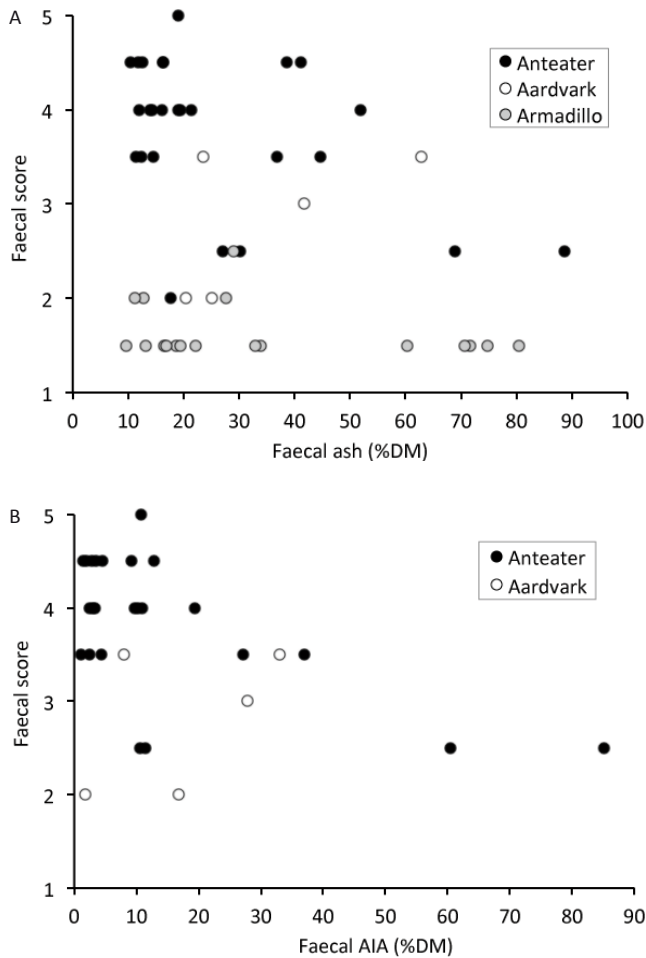 A
5
4
3
2
1
Faecal score
Anteater
Aardvark
Armadillo
0 10 20 30 40 50 60 70 80 90 100
Faecal ash (%DM)
B
5
4
3
2
1
Faecal score
Anteater
Aardvark
0 10 20 30 40 50 60 70 80 90
Faecal AIA (%DM)